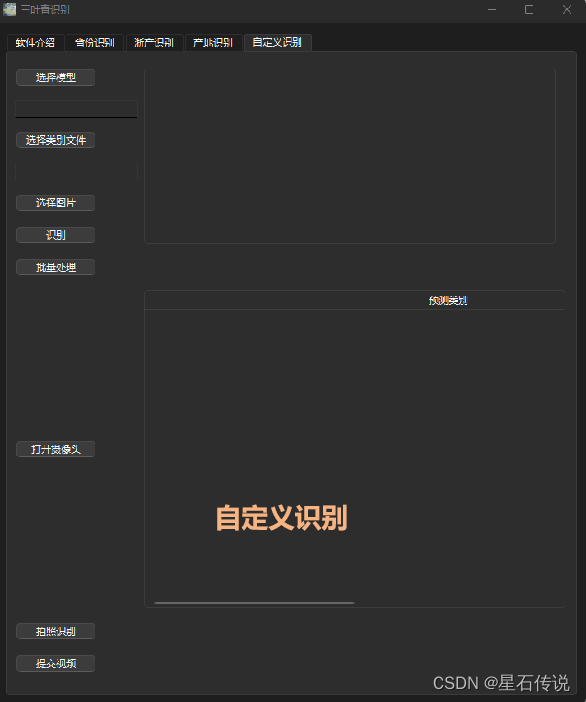 三叶青识别
软件介绍 省份识别 浙产识别 产地识别 自定义识别
选择模型
选择类别文件
选择图片
识别
批量处理
预测类别
打开摄像头
自定义识别
拍照识别
提交视频
CSDN @星石传说